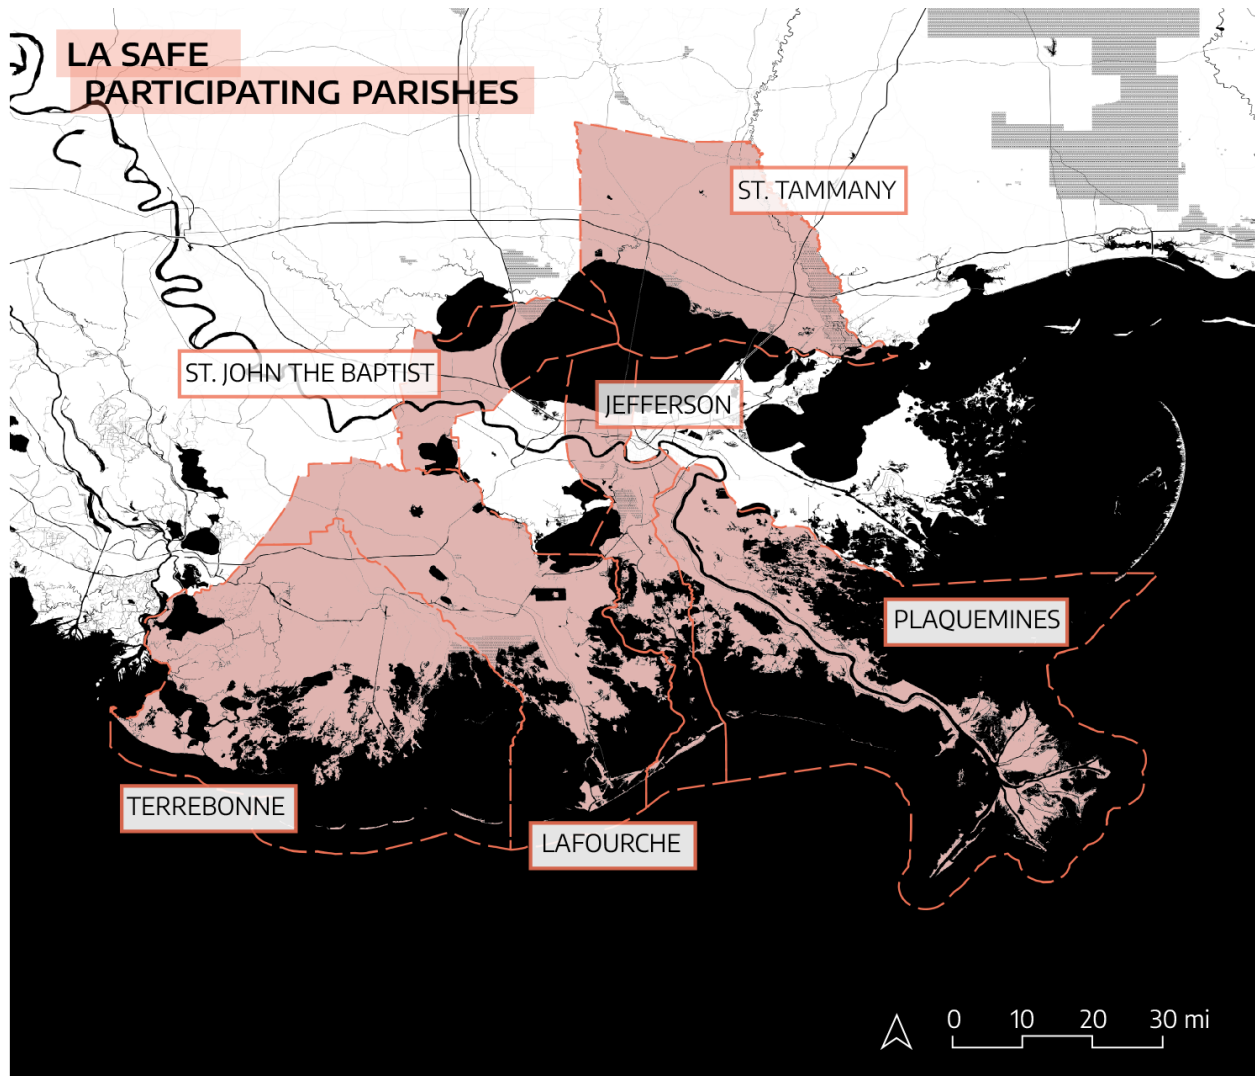 LA SAFE
PARTICIPATING PARISHES
ST. TAMMANY
ST. JOHN THE BAPTIST
JEFFERSON
PLAQUEMINES
TERREBONNE
LAFOURCHE
0 10 20 30 mi